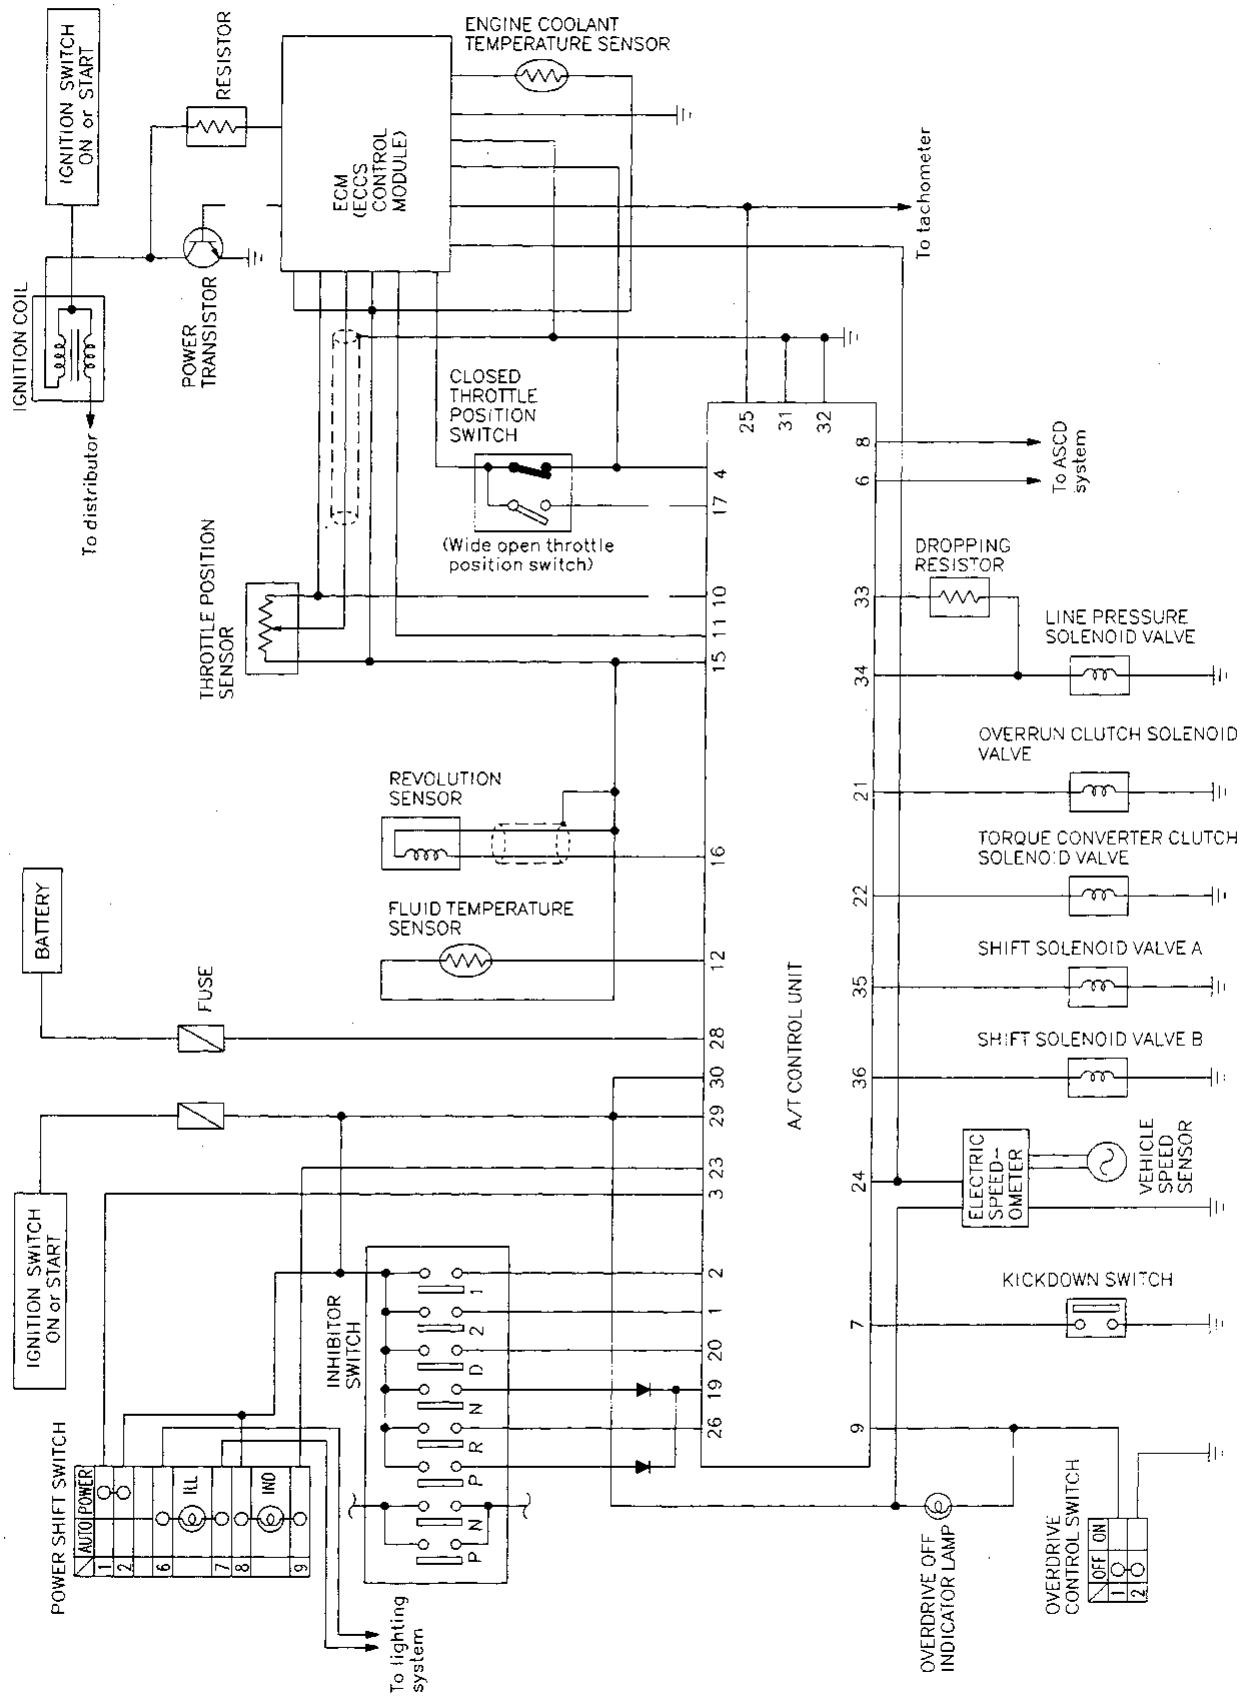 ENGINE COOLANT
TEMPERATURE SENSOR
IGNITION SWITCH
ON or START
RESISTOR
ECM
(ECCS
CONTROL
MODULE)
To tachometer
IGNITION COIL
POWER
TRANSISTOR
To distributor
CLOSED
THROTTLE
POSITION
SWITCH
(Wide open throttle
position switch)
25
31
32
8
6
To ASCD
system
4
17
DROPPING
RESISTOR
33
LINE PRESSURE
SOLENOID VALVE
34
THROTTLE POSITION
SENSOR
10
11
15
OVERRUN CLUTCH SOLENOID
VALVE
21
REVOLUTION
SENSOR
16
TORQUE CONVERTER CLUTCH
SOLENOID VALVE
22
BATTERY
FLUID TEMPERATURE
SENSOR
12
SHIFT SOLENOID VALVE A
35
FUSE
28
A/T CONTROL UNIT
SHIFT SOLENOID VALVE B
36
30
29
23
3
24
ELECTRIC
SPEED-
OMETER
VEHICLE
SPEED
SENSOR
IGNITION SWITCH
ON or START
INHIBITOR
SWITCH
1
2
D
N
R
P
N
P
2
1
20
19
26
KICKDOWN SWITCH
7
9
POWER SHIFT SWITCH
AUTO POWER
1
2
6
ILL
7
8
IND
9
To lighting
system
OVERDRIVE OFF
INDICATOR LAMP
OVERDRIVE
CONTROL SWITCH
OFF ON
1
2